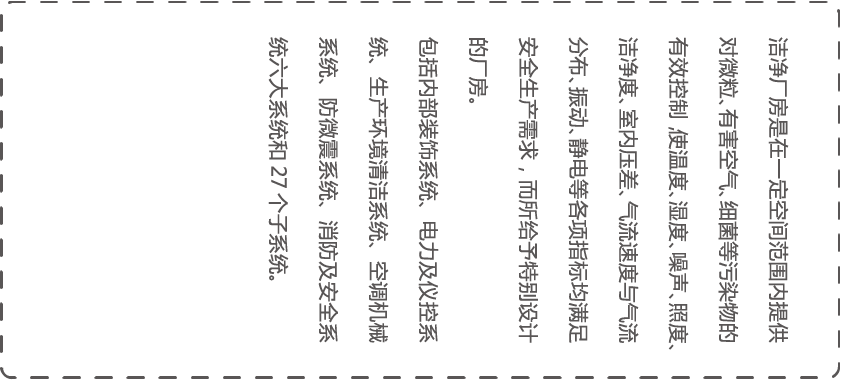 洁净厂房是在一定空间范围内提供
对微粒、有害空气、细菌等污染物的
有效控制,使温度、湿度、噪声、照度、
洁净度、室内压差、气流速度与气流
分布、振动、静电等各项指标均满足
安全生产需求，而所给予特别设计
的厂房。
包括内部装饰系统、电力及仪控系
统、生产环境清洁系统、空调机械
系统、防微震系统、消防及安全系
统六大系统和 27 个子系统。